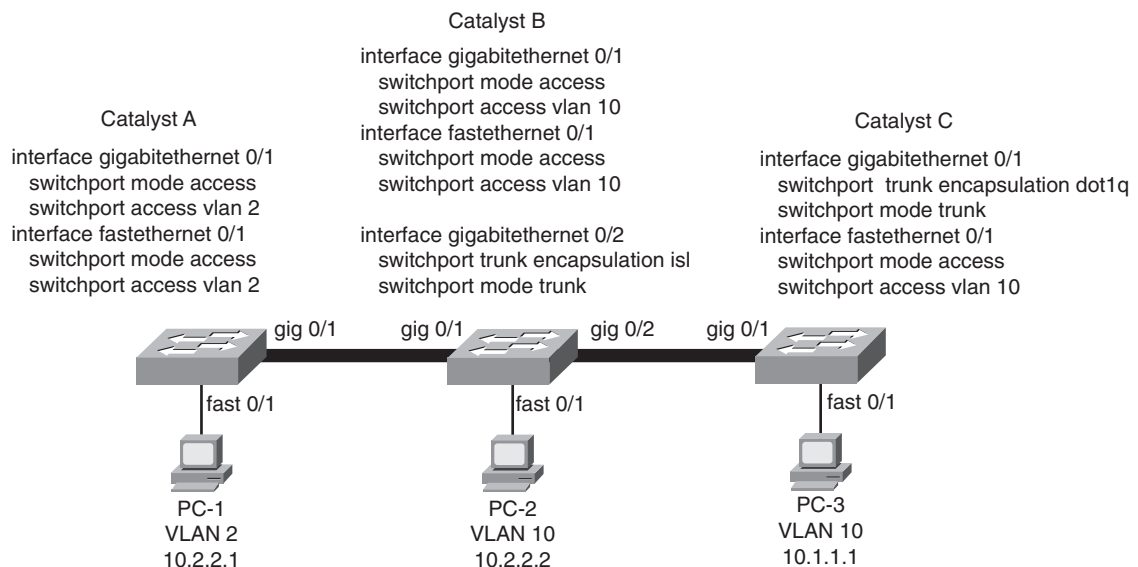 Catalyst B
interface gigabitethernet 0/1
switchport mode access
switchport access vlan 10
interface fastethernet 0/1
switchport mode access
switchport access vlan 10
interface gigabitethernet 0/2
switchport trunk encapsulation isl
switchport mode trunk
Catalyst A
interface gigabitethernet 0/1
switchport mode access
switchport access vlan 2
interface fastethernet 0/1
switchport mode access
switchport access vlan 2
Catalyst C
interface gigabitethernet 0/1
switchport trunk encapsulation dot1q
switchport mode trunk
interface fastethernet 0/1
switchport mode access
switchport access vlan 10
gig 0/1
gig 0/1
gig 0/2
gig 0/1
fast 0/1
fast 0/1
fast 0/1
PC-1
VLAN 2
10.2.2.1
PC-2
VLAN 10
10.2.2.2
PC-3
VLAN 10
10.1.1.1